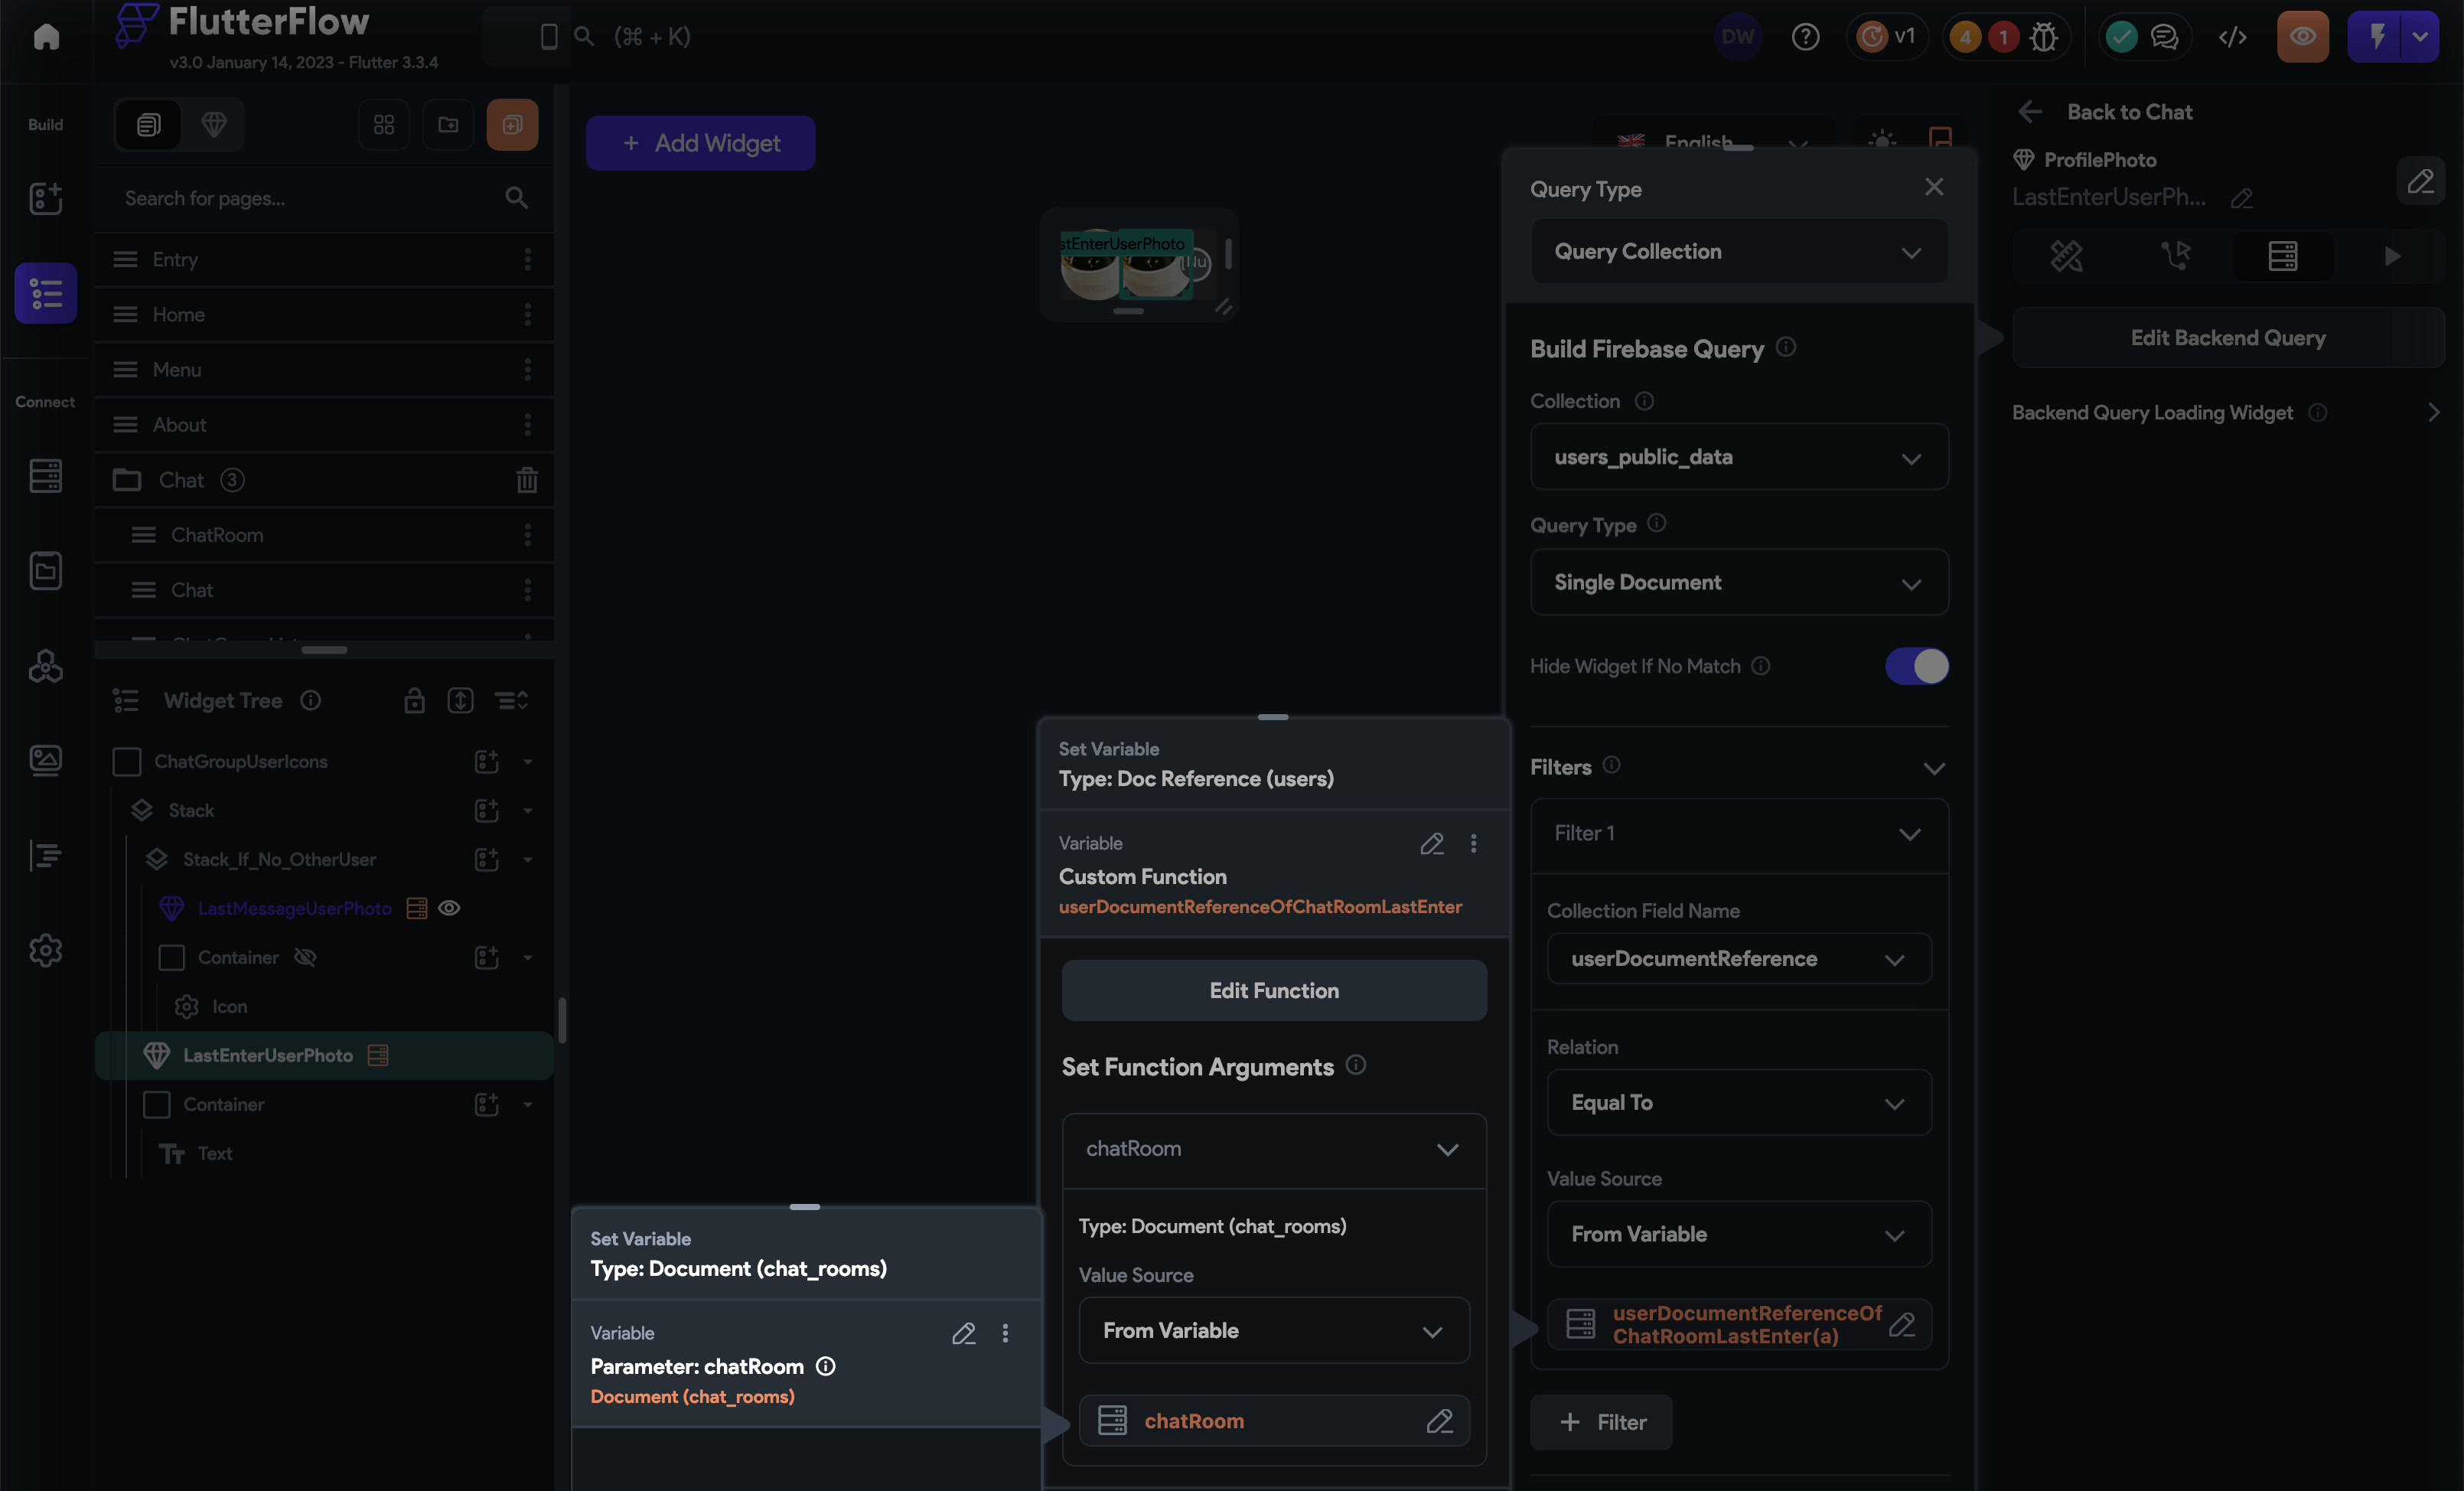 FlutterFlow
v3.0 January 14, 2023 - Flutter 3.3.4
(⌘ + K)
DW
v1
4
1
Build
Connect
Search for pages...
Entry
Home
Menu
About
Chat 3
ChatRoom
Chat
Widget Tree
ChatGroupUserIcons
Stack
Stack_If_No_OtherUser
LastMessageUserPhoto
Container
Icon
LastEnterUserPhoto
Container
Text
+ Add Widget
English
stEnterUserPhoto
[Nu
Set Variable
Type: Document (chat_rooms)
Variable
Parameter: chatRoom
Document (chat_rooms)
Set Variable
Type: Doc Reference (users)
Variable
Custom Function
userDocumentReferenceOfChatRoomLastEnter
Edit Function
Set Function Arguments
chatRoom
Type: Document (chat_rooms)
Value Source
From Variable
chatRoom
Query Type
Query Collection
Build Firebase Query
Collection
users_public_data
Query Type
Single Document
Hide Widget If No Match
Filters
Filter 1
Collection Field Name
userDocumentReference
Relation
Equal To
Value Source
From Variable
userDocumentReferenceOf
ChatRoomLastEnter(a)
+ Filter
Back to Chat
ProfilePhoto
LastEnterUserPh...
Edit Backend Query
Backend Query Loading Widget